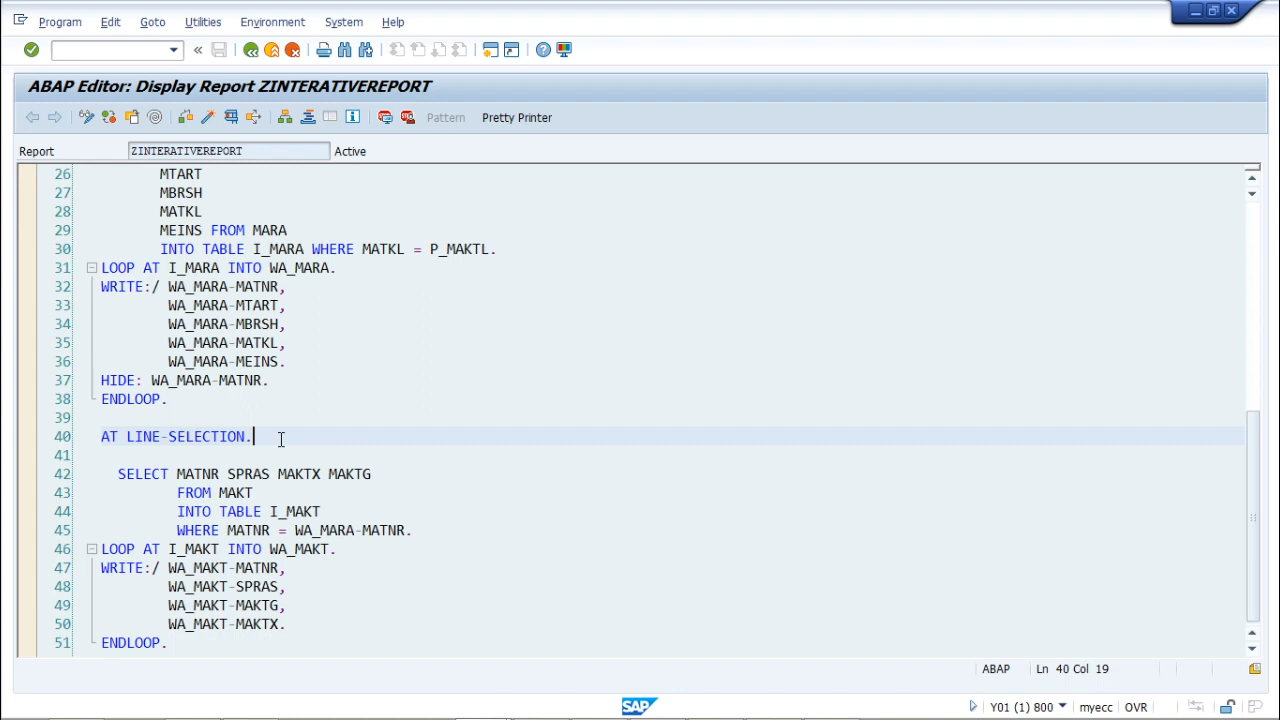 Program Edit Goto Utilities Environment System Help
ABAP Editor: Display Report ZINTERATIVEREPORT
Pattern Pretty Printer
Report ZINTERATIVEREPORT Active
26 MTART
27 MBRSH
28 MATKL
29 MEINS FROM MARA
30 INTO TABLE I_MARA WHERE MATKL = P_MAKTL.
31 LOOP AT I_MARA INTO WA_MARA.
32 WRITE:/ WA_MARA-MATNR,
33 WA_MARA-MTART,
34 WA_MARA-MBRSH,
35 WA_MARA-MATKL,
36 WA_MARA-MEINS.
37 HIDE: WA_MARA-MATNR.
38 ENDLOOP.
39
40 AT LINE-SELECTION.
41
42 SELECT MATNR SPRAS MAKTX MAKTG
43 FROM MAKT
44 INTO TABLE I_MAKT
45 WHERE MATNR = WA_MARA-MATNR.
46 LOOP AT I_MAKT INTO WA_MAKT.
47 WRITE:/ WA_MAKT-MATNR,
48 WA_MAKT-SPRAS,
49 WA_MAKT-MAKTG,
50 WA_MAKT-MAKTX.
51 ENDLOOP.
ABAP Ln 40 Col 19
SAP Y01 (1) 800 myecc OVR